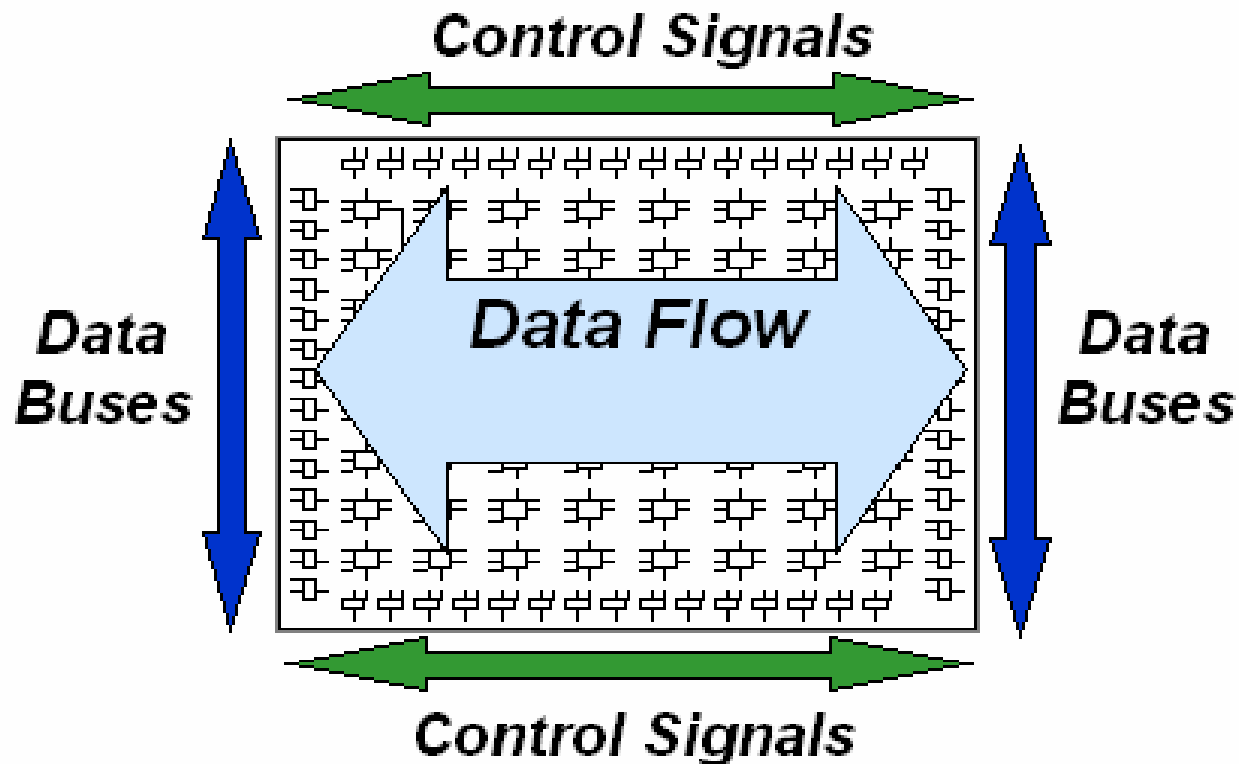 Control Signals
Data Flow
Data
Buses
Data
Buses
Control Signals